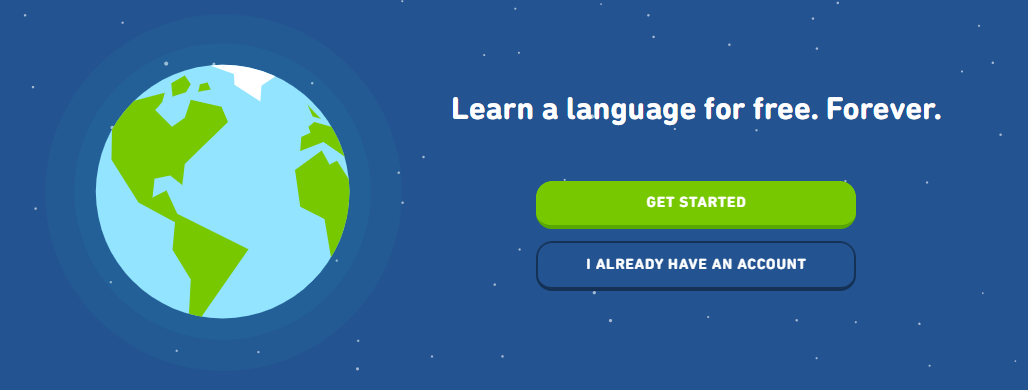 Learn a language for free. Forever.
GET STARTED
I ALREADY HAVE AN ACCOUNT